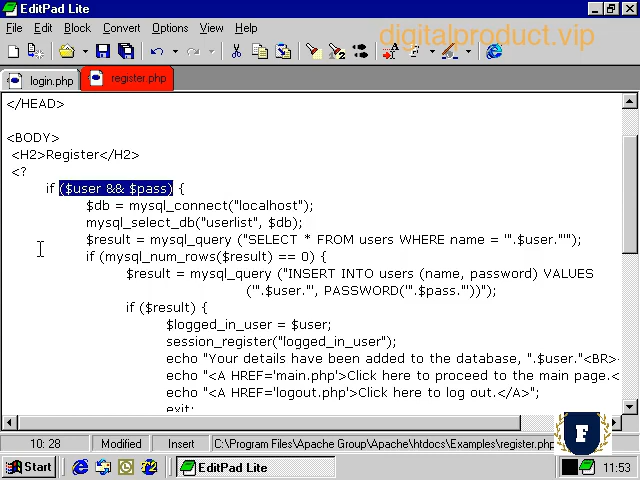 EditPad Lite
File Edit Block Convert Options View Help
digitalproduct.vip
login.php register.php
</HEAD>
<BODY>
<H2>Register</H2>
<?
if ($user && $pass) {
$db = mysql_connect("localhost");
mysql_select_db("userlist", $db);
$result = mysql_query ("SELECT * FROM users WHERE name = '".$user."'");
if (mysql_num_rows($result) == 0) {
$result = mysql_query ("INSERT INTO users (name, password) VALUES
('".$user."', PASSWORD('".$pass."'))");
if ($result) {
$logged_in_user = $user;
session_register("logged_in_user");
echo "Your details have been added to the database, ".$user."<BR>
echo "<A HREF='main.php'>Click here to proceed to the main page.<
echo "<A HREF='logout.php'>Click here to log out.</A>";
exit;
10: 28 Modified Insert C:\Program Files\Apache Group\Apache\htdocs\Examples\register.php
F
Start EditPad Lite 11:53